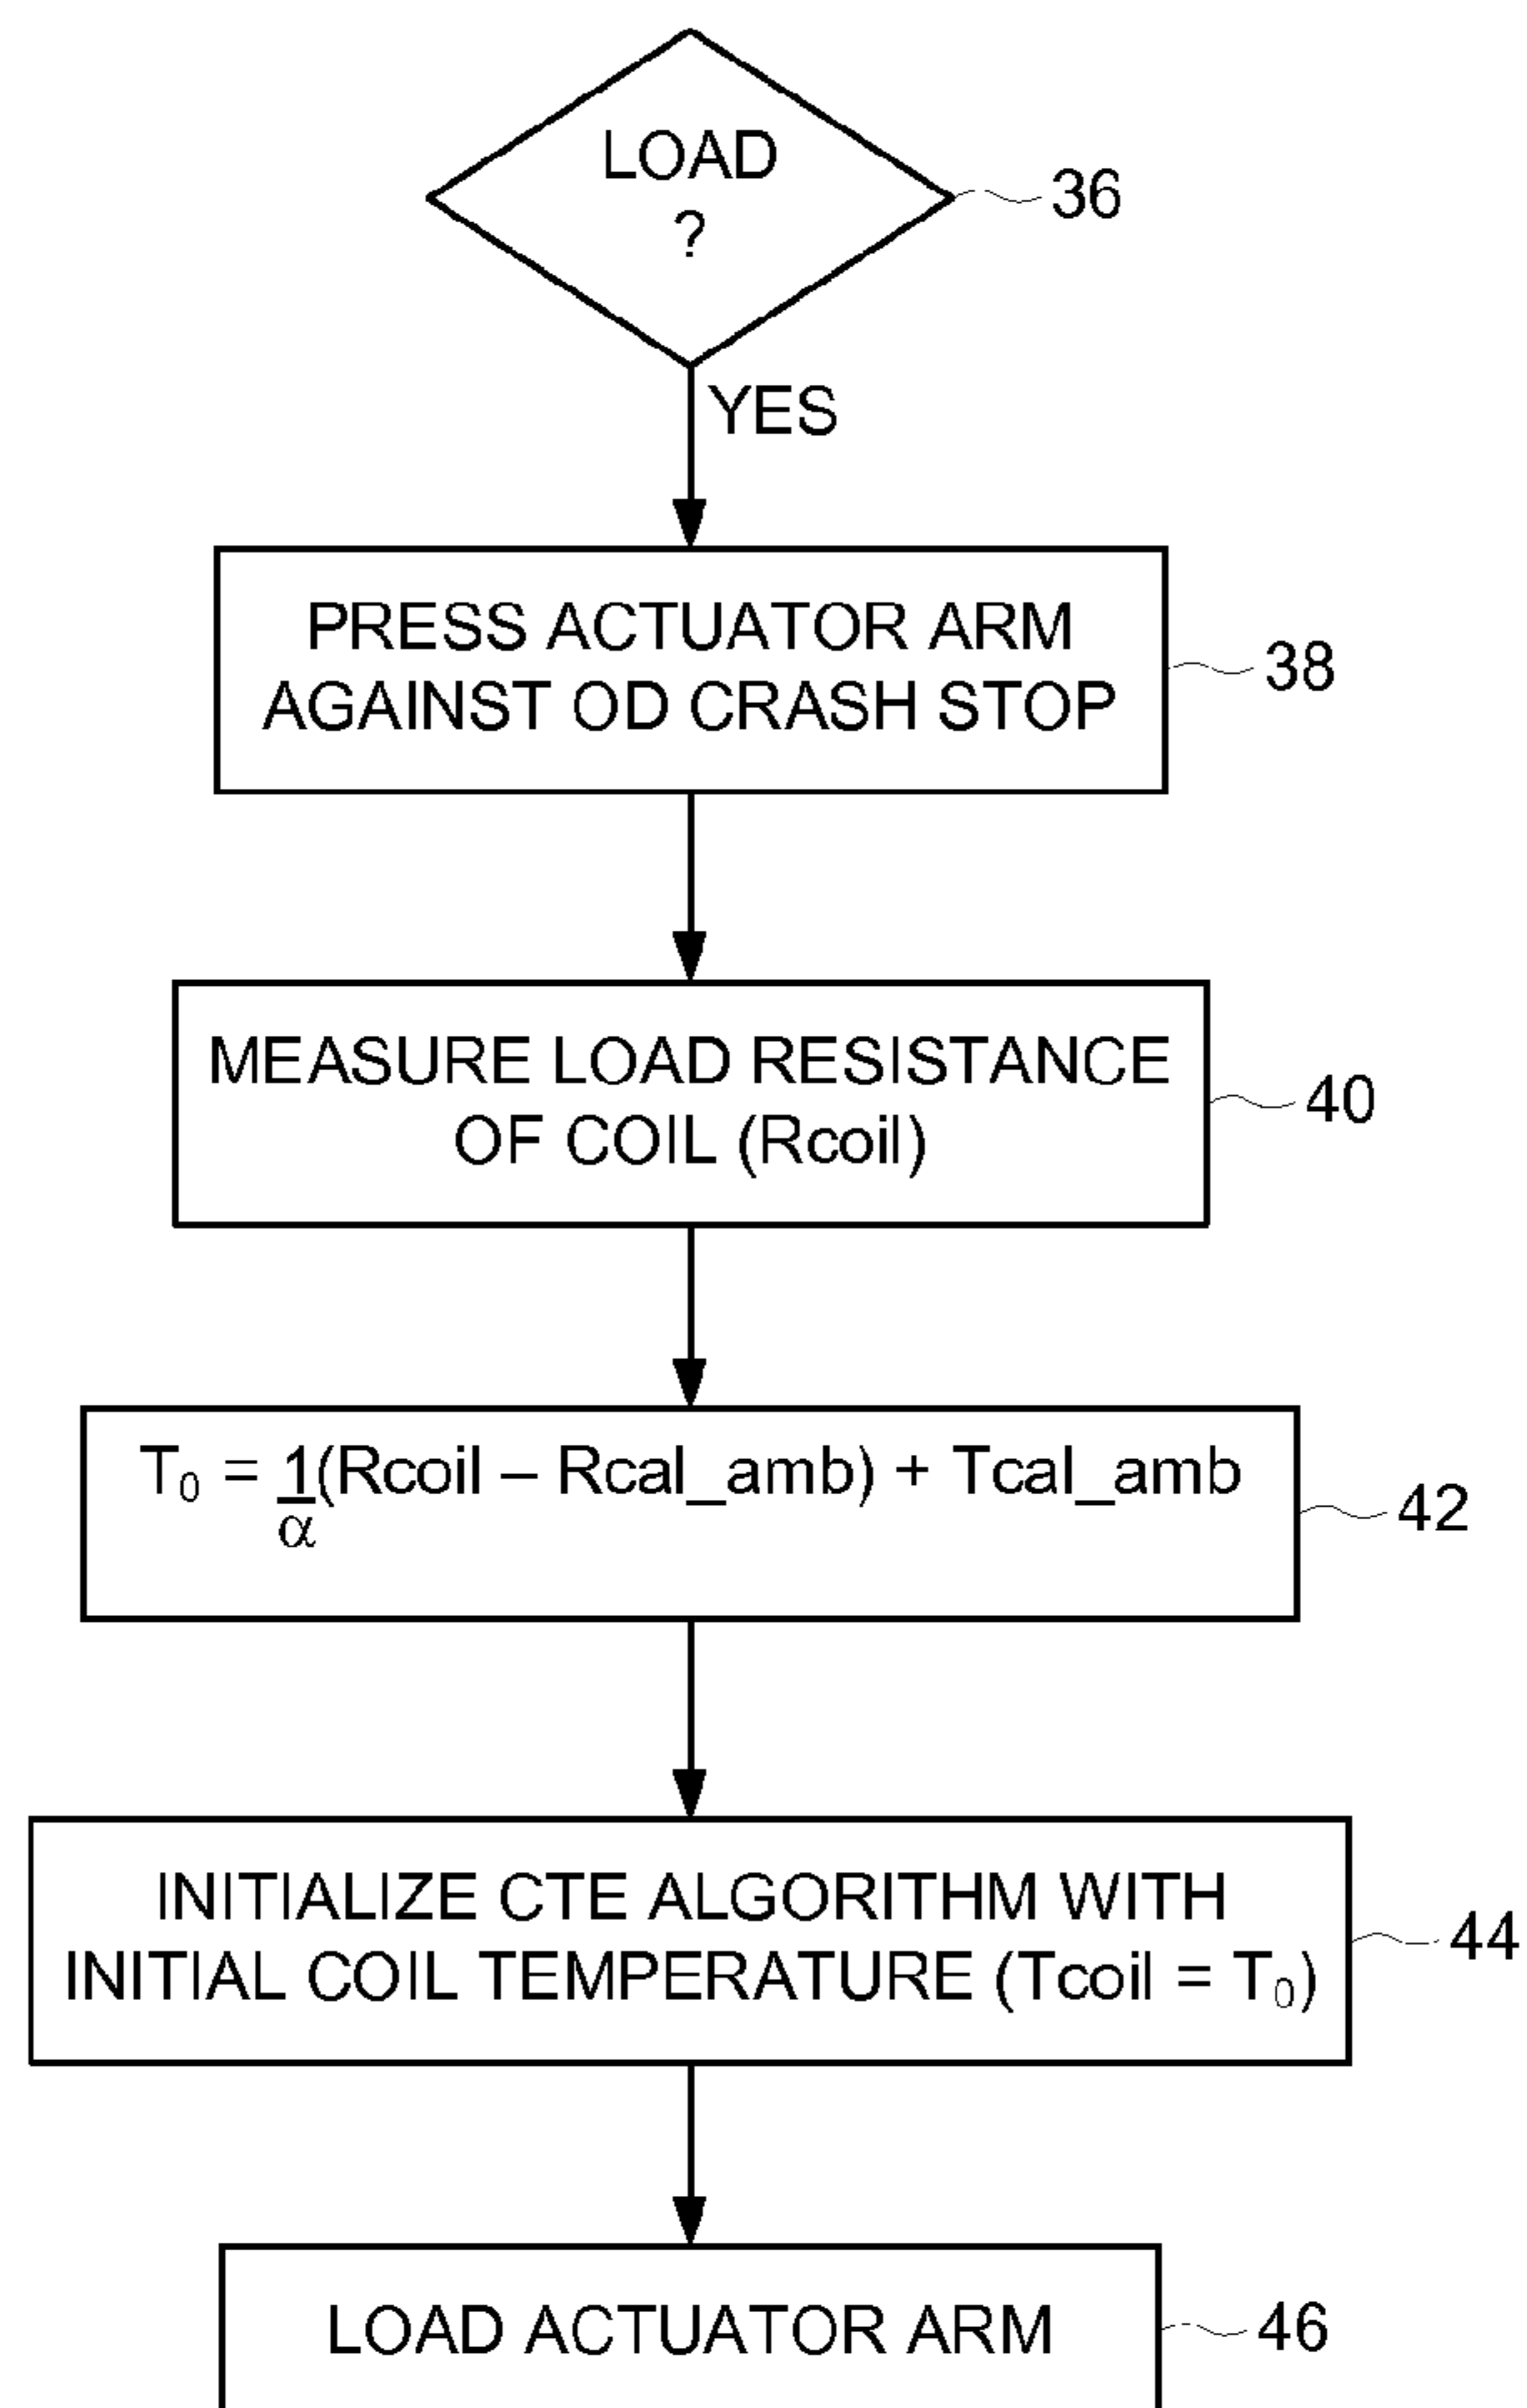 LOAD
?
36
YES
PRESS ACTUATOR ARM
AGAINST OD CRASH STOP
38
MEASURE LOAD RESISTANCE
OF COIL (Rcoil)
40
T₀ = 1/α (Rcoil – Rcal_amb) + Tcal_amb
42
INITIALIZE CTE ALGORITHM WITH
INITIAL COIL TEMPERATURE (Tcoil = T₀)
44
LOAD ACTUATOR ARM
46